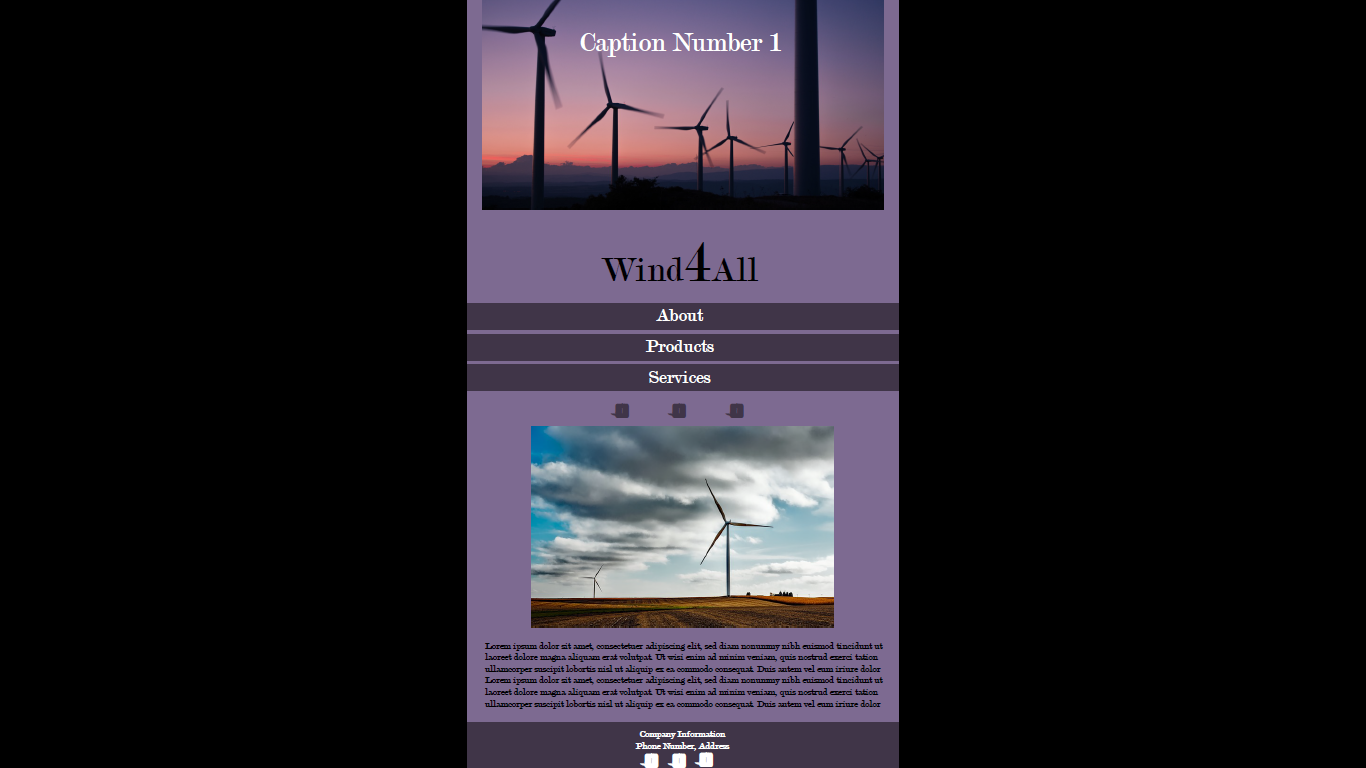 Caption Number 1
Wind4All
About
Products
Services
Lorem ipsum dolor sit amet, consectetuer adipiscing elit, sed diam nonummy nibh euismod tincidunt ut
laoreet dolore magna aliquam erat volutpat. Ut wisi enim ad minim veniam, quis nostrud exerci tation
ullamcorper suscipit lobortis nisl ut aliquip ex ea commodo consequat. Duis autem vel eum iriure dolor
Lorem ipsum dolor sit amet, consectetuer adipiscing elit, sed diam nonummy nibh euismod tincidunt ut
laoreet dolore magna aliquam erat volutpat. Ut wisi enim ad minim veniam, quis nostrud exerci tation
ullamcorper suscipit lobortis nisl ut aliquip ex ea commodo consequat. Duis autem vel eum iriure dolor
Company Information
Phone Number, Address